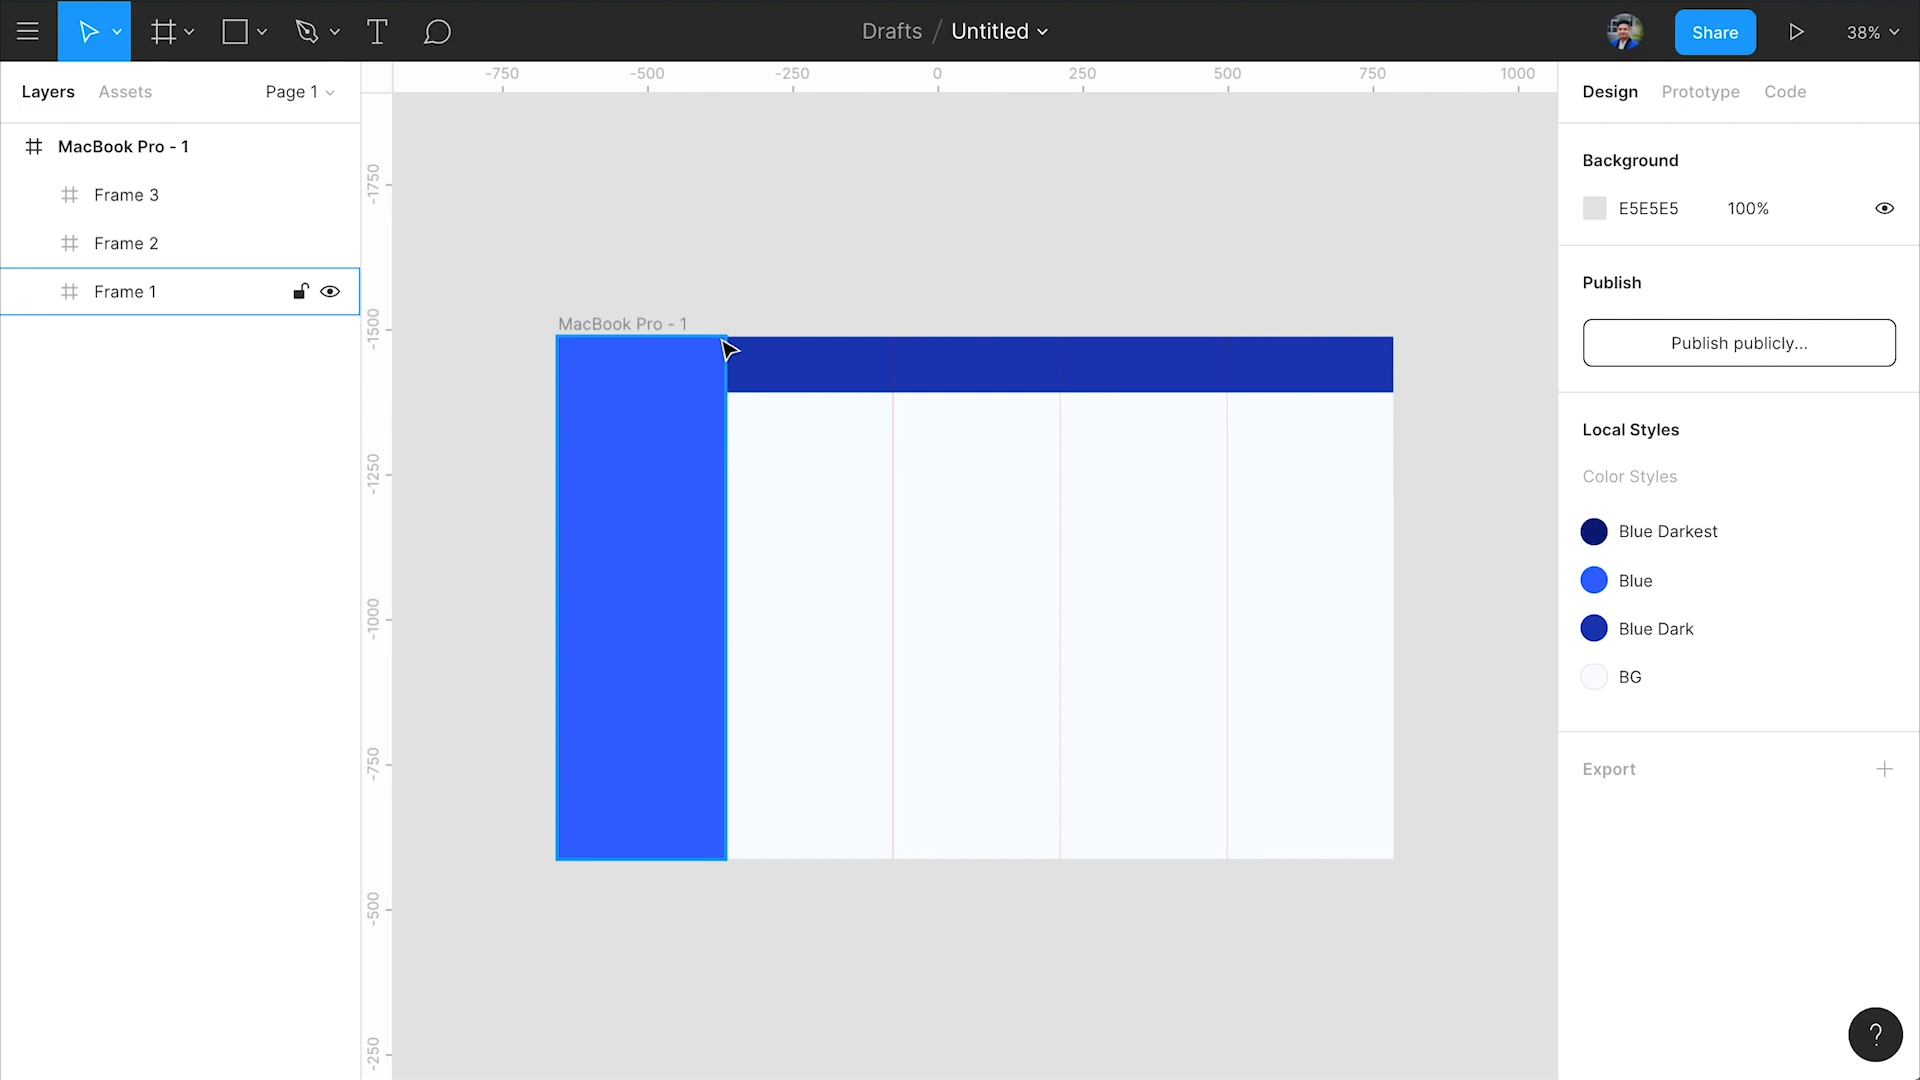 Drafts / Untitled
Share
38%
Layers
Assets
Page 1
MacBook Pro - 1
Frame 3
Frame 2
Frame 1
-750
-500
-250
0
250
500
750
1000
-1750
-1500
-1250
-1000
-750
-500
-250
MacBook Pro - 1
Design
Prototype
Code
Background
E5E5E5
100%
Publish
Publish publicly...
Local Styles
Color Styles
Blue Darkest
Blue
Blue Dark
BG
Export
?